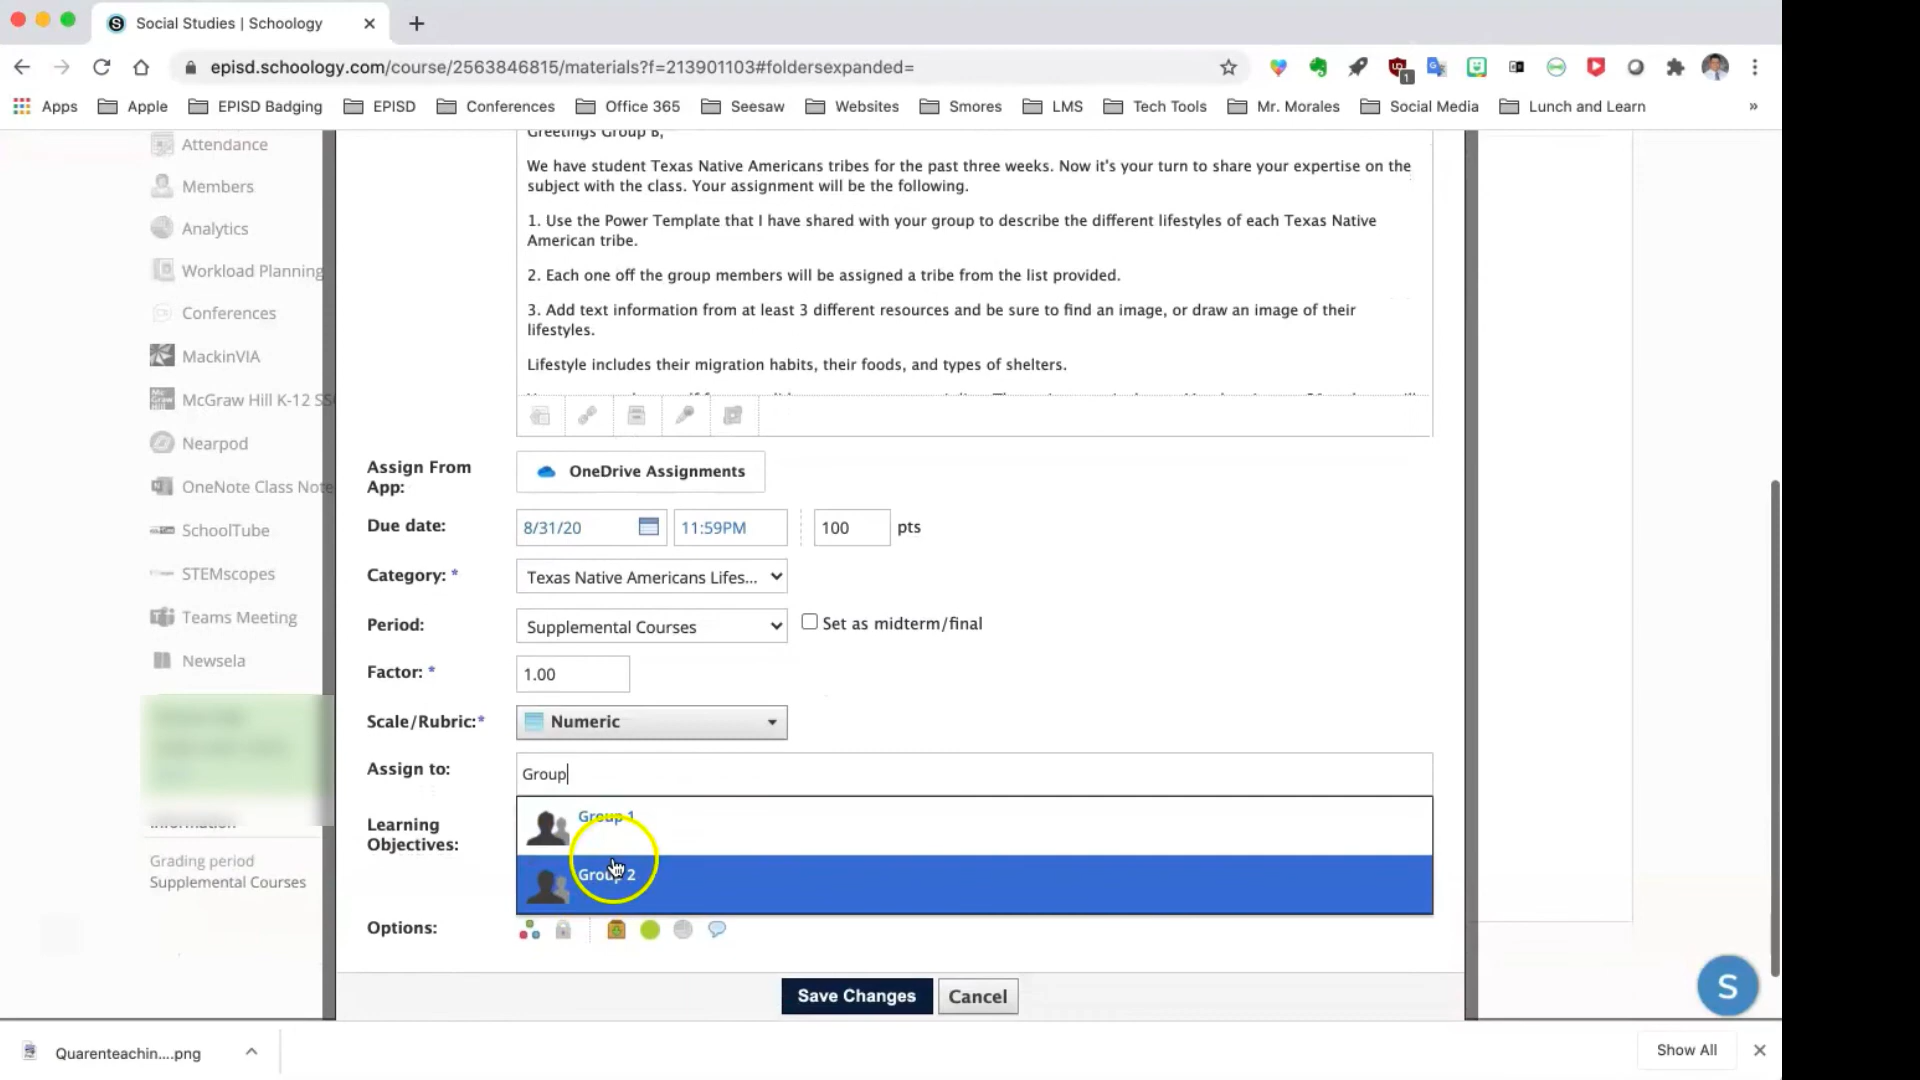 Social Studies | Schoology
episd.schoology.com/course/2563846815/materials?f=213901103#foldersexpanded=
1
Apps
Apple
EPISD Badging
EPISD
Conferences
Office 365
Seesaw
Websites
Smores
LMS
Tech Tools
Mr. Morales
Social Media
Lunch and Learn
»
Attendance
Members
Analytics
Workload Planning
Conferences
MackinVIA
McGraw Hill K-12 SS
Nearpod
OneNote Class Note
SchoolTube
STEMscopes
Teams Meeting
Newsela
Information
Grading period
Supplemental Courses
Greetings Group B,
We have student Texas Native Americans tribes for the past three weeks. Now it's your turn to share your expertise on the
subject with the class. Your assignment will be the following.
1. Use the Power Template that I have shared with your group to describe the different lifestyles of each Texas Native
American tribe.
2. Each one off the group members will be assigned a tribe from the list provided.
3. Add text information from at least 3 different resources and be sure to find an image, or draw an image of their
lifestyles.
Lifestyle includes their migration habits, their foods, and types of shelters.
Assign From
App:
OneDrive Assignments
Due date:
8/31/20
11:59PM
100
pts
Category: *
Texas Native Americans Lifes...
Period:
Supplemental Courses
Set as midterm/final
Factor: *
1.00
Scale/Rubric:*
Numeric
Assign to:
Group
Group 1
Group 2
Learning
Objectives:
Options:
Save Changes
Cancel
S
Quarenteachin....png
Show All